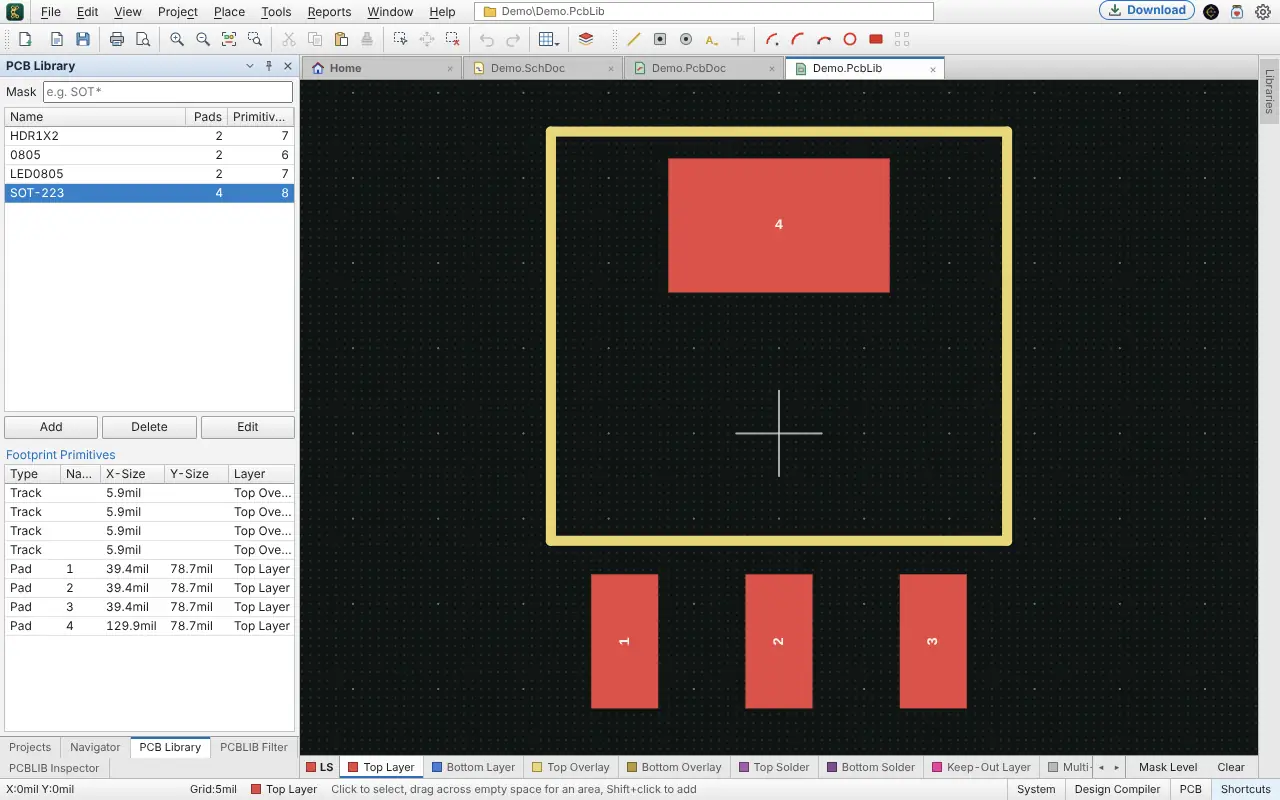 File Edit View Project Place Tools Reports Window Help Demo\Demo.PcbLib Download
PCB Library
Home Demo.SchDoc Demo.PcbDoc Demo.PcbLib
Libraries
Mask e.g. SOT*
Name Pads Primitiv...
HDR1X2 2 7
0805 2 6
LED0805 2 7
SOT-223 4 8
4
Add Delete Edit
Footprint Primitives
Type Na... X-Size Y-Size Layer
Track 5.9mil Top Ove...
Track 5.9mil Top Ove...
Track 5.9mil Top Ove...
Track 5.9mil Top Ove...
Pad 1 39.4mil 78.7mil Top Layer
Pad 2 39.4mil 78.7mil Top Layer
Pad 3 39.4mil 78.7mil Top Layer
Pad 4 129.9mil 78.7mil Top Layer
1 2 3
Projects Navigator PCB Library PCBLIB Filter
PCBLIB Inspector
LS Top Layer Bottom Layer Top Overlay Bottom Overlay Top Solder Bottom Solder Keep-Out Layer Multi- Mask Level Clear
X:0mil Y:0mil Grid:5mil Top Layer Click to select, drag across empty space for an area, Shift+click to add System Design Compiler PCB Shortcuts